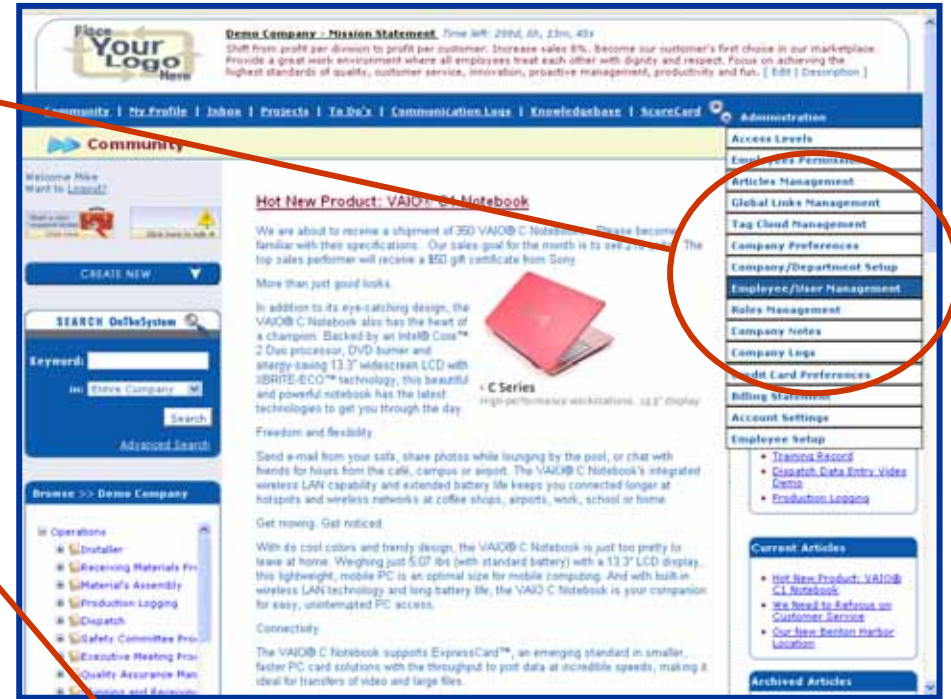 Place
Your
Logo
Here
Demo Company - Mission Statement Time left: 208d, 6h, 23m, 40s
Shift from profit per division to profit per customer. Increase sales 8%. Become our customer's first choice in our marketplace.
Provide a great work environment where all employees treat each other with dignity and respect. Focus on achieving the
highest standards of quality, customer service, innovation, proactive management, productivity and fun. [ Edit | Description ]
Community | My Profile | Inbox | Projects | To Do's | Communication Logs | Knowledgebase | ScoreCard
Administration
Access Levels
Employees Permissions
Articles Management
Global Links Management
Tag Cloud Management
Company Preferences
Company/Department Setup
Employee/User Management
Roles Management
Company Notes
Company Logs
Credit Card Preferences
Billing Statement
Account Settings
Employee Setup
Community
Welcome Mike
Want to Logout?
CREATE NEW
SEARCH OnTheSystem
Keyword:
in: Entire Company
Search
Advanced Search
Browse >> Demo Company
Operations
Installer
Receiving Materials Pro
Material's Assembly
Production Logging
Dispatch
Safety Committee Pro
Executive Meeting Pro
Quality Assurance Man
Hot New Product: VAIO® C1 Notebook
We are about to receive a shipment of 350 VAIO® C Notebooks. Please become
familiar with their specifications. Our sales goal for the month is to sell The
top sales performer will receive a $50 gift certificate from Sony.
More than just good looks.
In addition to its eye-catching design, the
VAIO® C Notebook also has the heart of
a champion. Backed by an Intel® Core™
2 Duo processor, DVD burner and
energy-saving 13.3" widescreen LCD with
XBRITE-ECO™ technology, this beautiful
and powerful notebook has the latest
technologies to get you through the day.
C Series
High-performance workstations. 13.3" display
Freedom and flexibility.
Send e-mail from your sofa, share photos while lounging by the pool, or chat with
friends for hours from the café, campus or airport. The VAIO® C Notebook's integrated
wireless LAN capability and extended battery life keeps you connected longer at
hotspots and wireless networks at coffee shops, airports, work, school or home.
Get moving. Get noticed.
With its cool colors and trendy design, the VAIO® C Notebook is just too pretty to
leave at home. Weighing just 5.07 lbs (with standard battery) with a 13.3" LCD display,
this lightweight, mobile PC is an optimal size for mobile computing. And with built-in
wireless LAN technology and long battery life, the VAIO C Notebook is your companion
for easy, uninterrupted PC access.
Connectivity
The VAIO® C Notebook supports ExpressCard™, an emerging standard in smaller,
faster PC card solutions with the throughput to port data at incredible speeds, making it
ideal for transfers of video and large files.
Training Record
Dispatch Data Entry Video
Demo
Production Logging
Current Articles
Hot New Product: VAIO®
C1 Notebook
We Need to Refocus on
Customer Service
Our New Benton Harbor
Location
Archived Articles